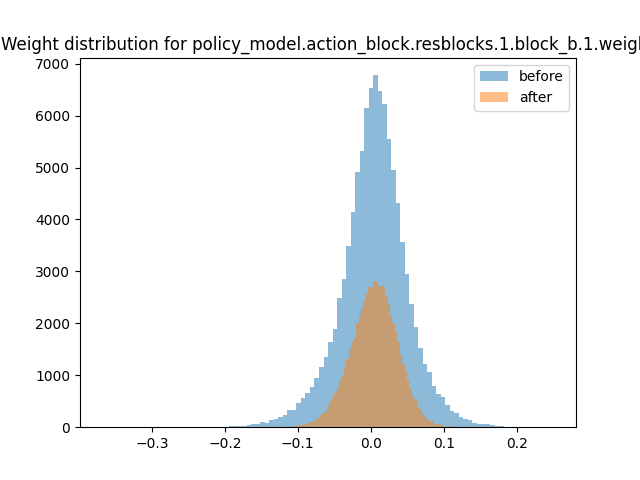 Weight distribution for policy_model.action_block.resblocks.1.block_b.1.weigh
before
after
7000
6000
5000
4000
3000
2000
1000
0
−0.3 −0.2 −0.1 0.0 0.1 0.2